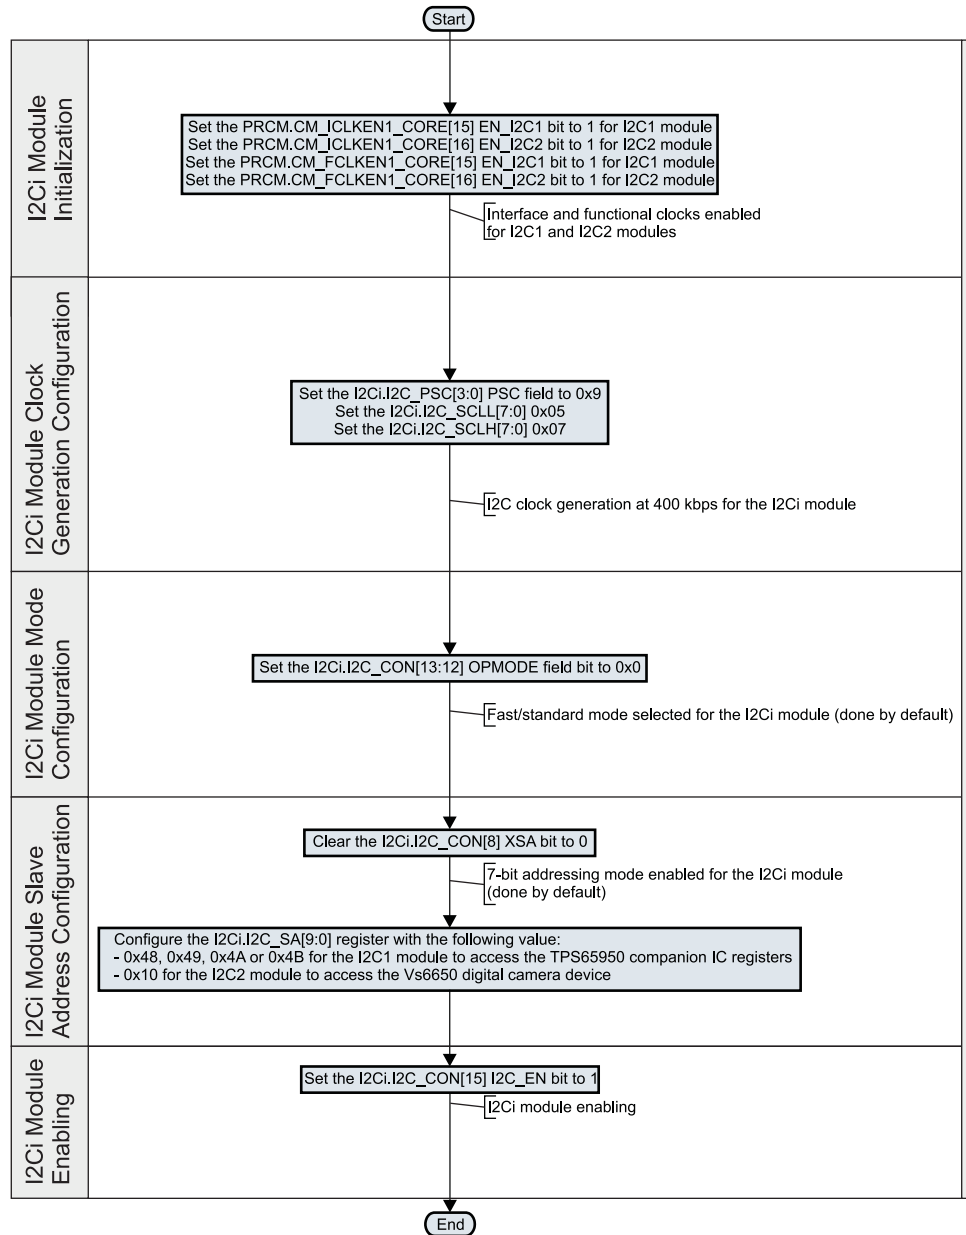 Start
I2Ci Module
Initialization
Set the PRCM.CM_ICLKEN1_CORE[15] EN_I2C1 bit to 1 for I2C1 module
Set the PRCM.CM_ICLKEN1_CORE[16] EN_I2C2 bit to 1 for I2C2 module
Set the PRCM.CM_FCLKEN1_CORE[15] EN_I2C1 bit to 1 for I2C1 module
Set the PRCM.CM_FCLKEN1_CORE[16] EN_I2C2 bit to 1 for I2C2 module
Interface and functional clocks enabled
for I2C1 and I2C2 modules
I2Ci Module Clock
Generation Configuration
Set the I2Ci.I2C_PSC[3:0] PSC field to 0x9
Set the I2Ci.I2C_SCLL[7:0] 0x05
Set the I2Ci.I2C_SCLH[7:0] 0x07
I2C clock generation at 400 kbps for the I2Ci module
I2Ci Module Mode
Configuration
Set the I2Ci.I2C_CON[13:12] OPMODE field bit to 0x0
Fast/standard mode selected for the I2Ci module (done by default)
I2Ci Module Slave
Address Configuration
Clear the I2Ci.I2C_CON[8] XSA bit to 0
7-bit addressing mode enabled for the I2Ci module
(done by default)
Configure the I2Ci.I2C_SA[9:0] register with the following value:
- 0x48, 0x49, 0x4A or 0x4B for the I2C1 module to access the TPS65950 companion IC registers
- 0x10 for the I2C2 module to access the Vs6650 digital camera device
I2Ci Module
Enabling
Set the I2Ci.I2C_CON[15] I2C_EN bit to 1
I2Ci module enabling
End